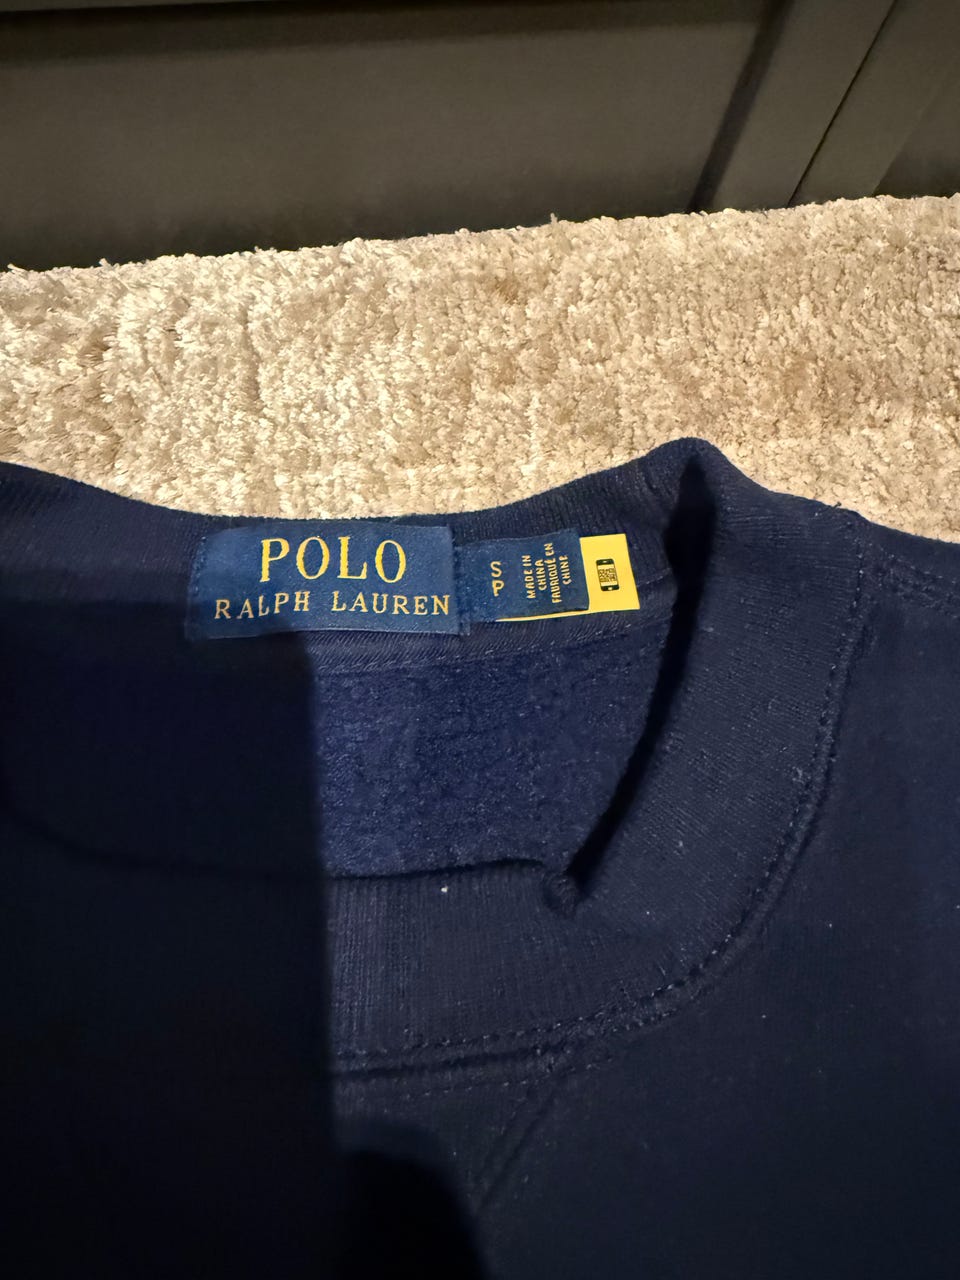 POLO
RALPH LAUREN
S
P
MADE IN
CHINA
FABRIQUÉ EN
CHINE